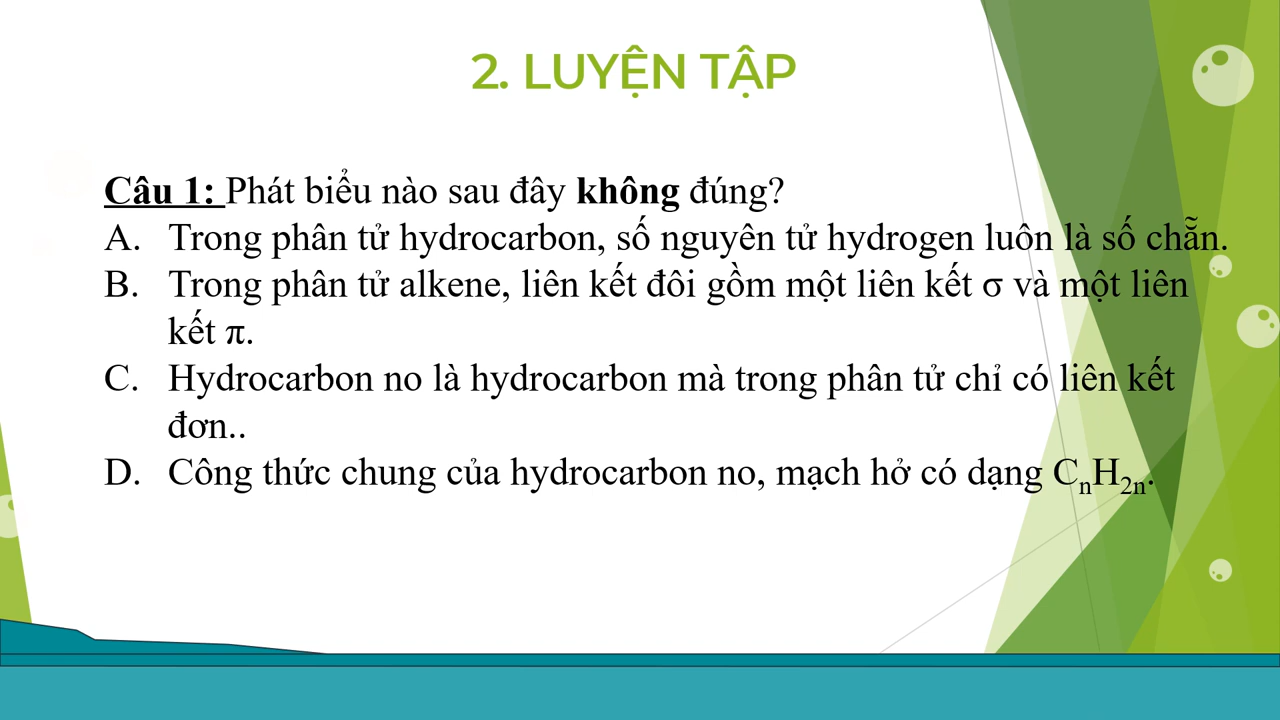 2. LUYỆN TẬP
Câu 1: Phát biểu nào sau đây không đúng?
A. Trong phân tử hydrocarbon, số nguyên tử hydrogen luôn là số chẵn.
B. Trong phân tử alkene, liên kết đôi gồm một liên kết σ và một liên
kết π.
C. Hydrocarbon no là hydrocarbon mà trong phân tử chỉ có liên kết
đơn..
D. Công thức chung của hydrocarbon no, mạch hở có dạng CₙH₂ₙ.